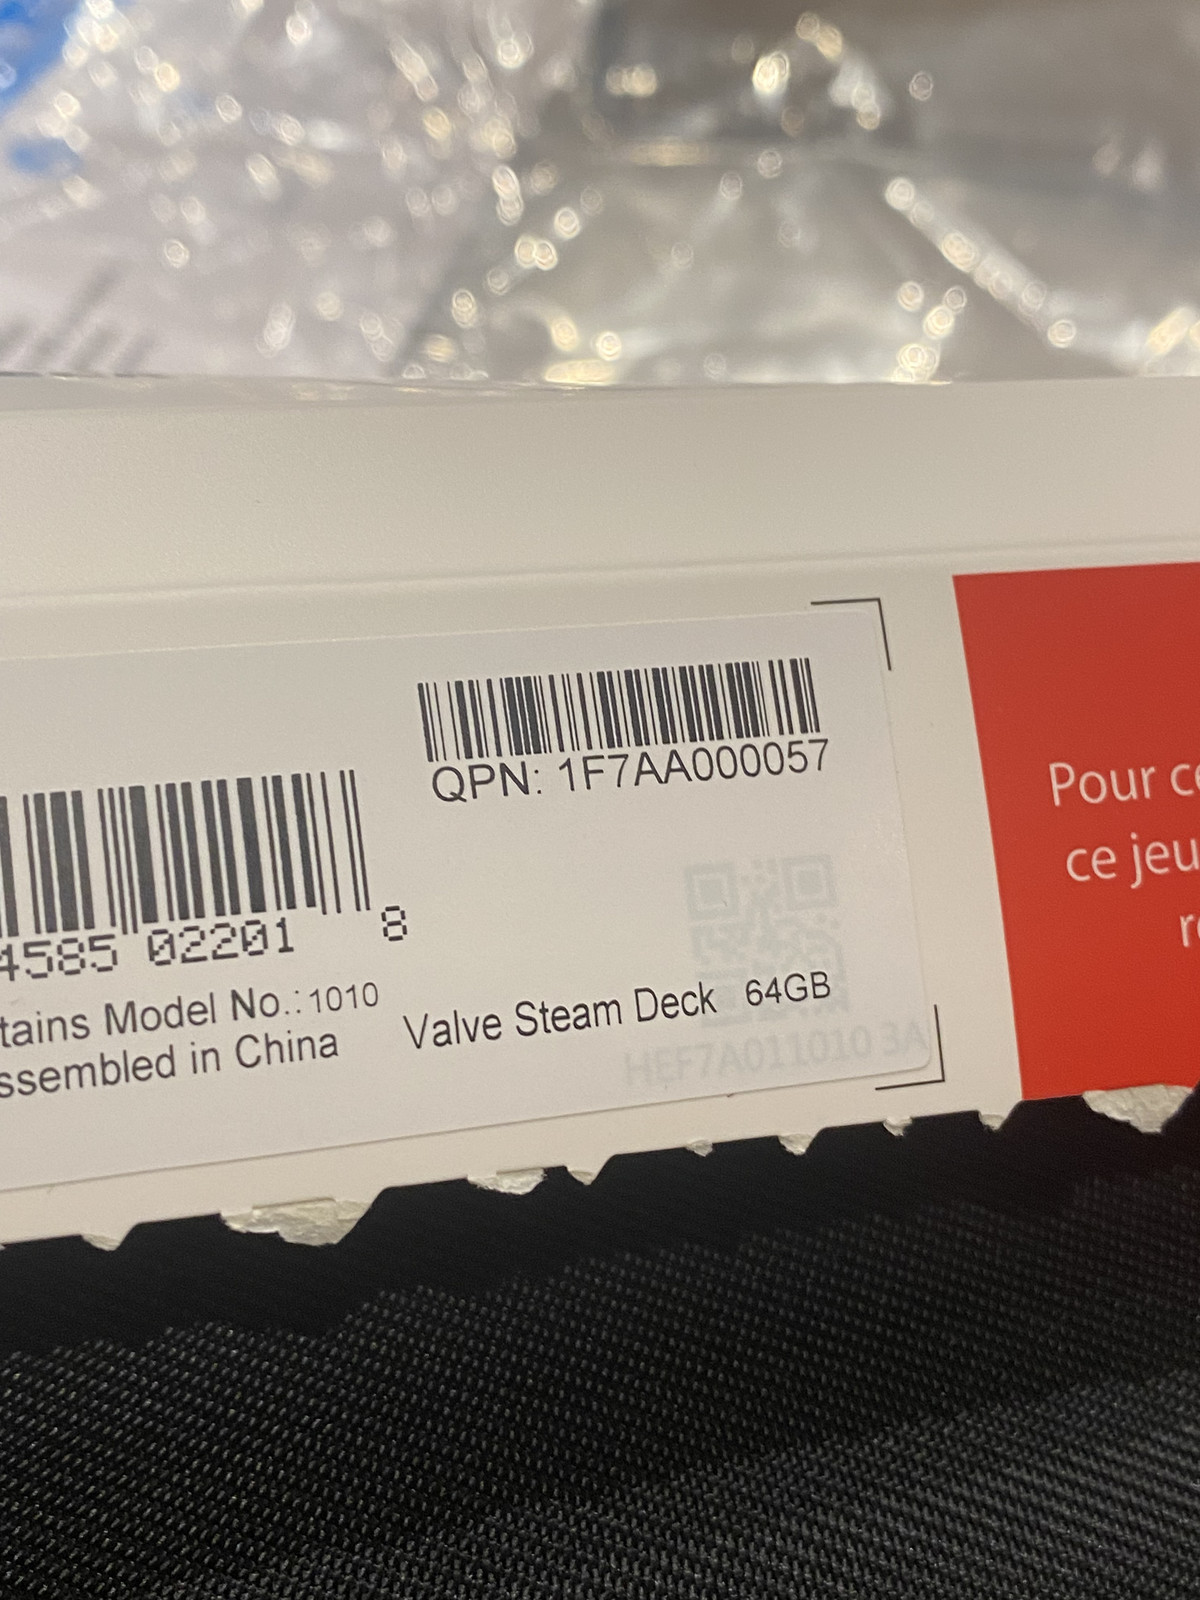 QPN: 1F7AA000057
4585 02201 8
tains Model No.: 1010
ssembled in China
Valve Steam Deck 64GB
HEF7A011010 3A
Pour ce
ce jeu
r